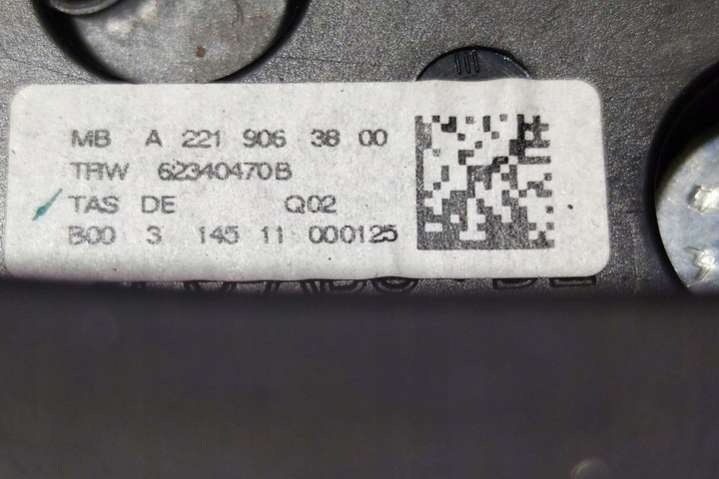 MB A 221 906 38 00
TRW 62340470B
TAS DE Q02
B00 3 145 11 000125